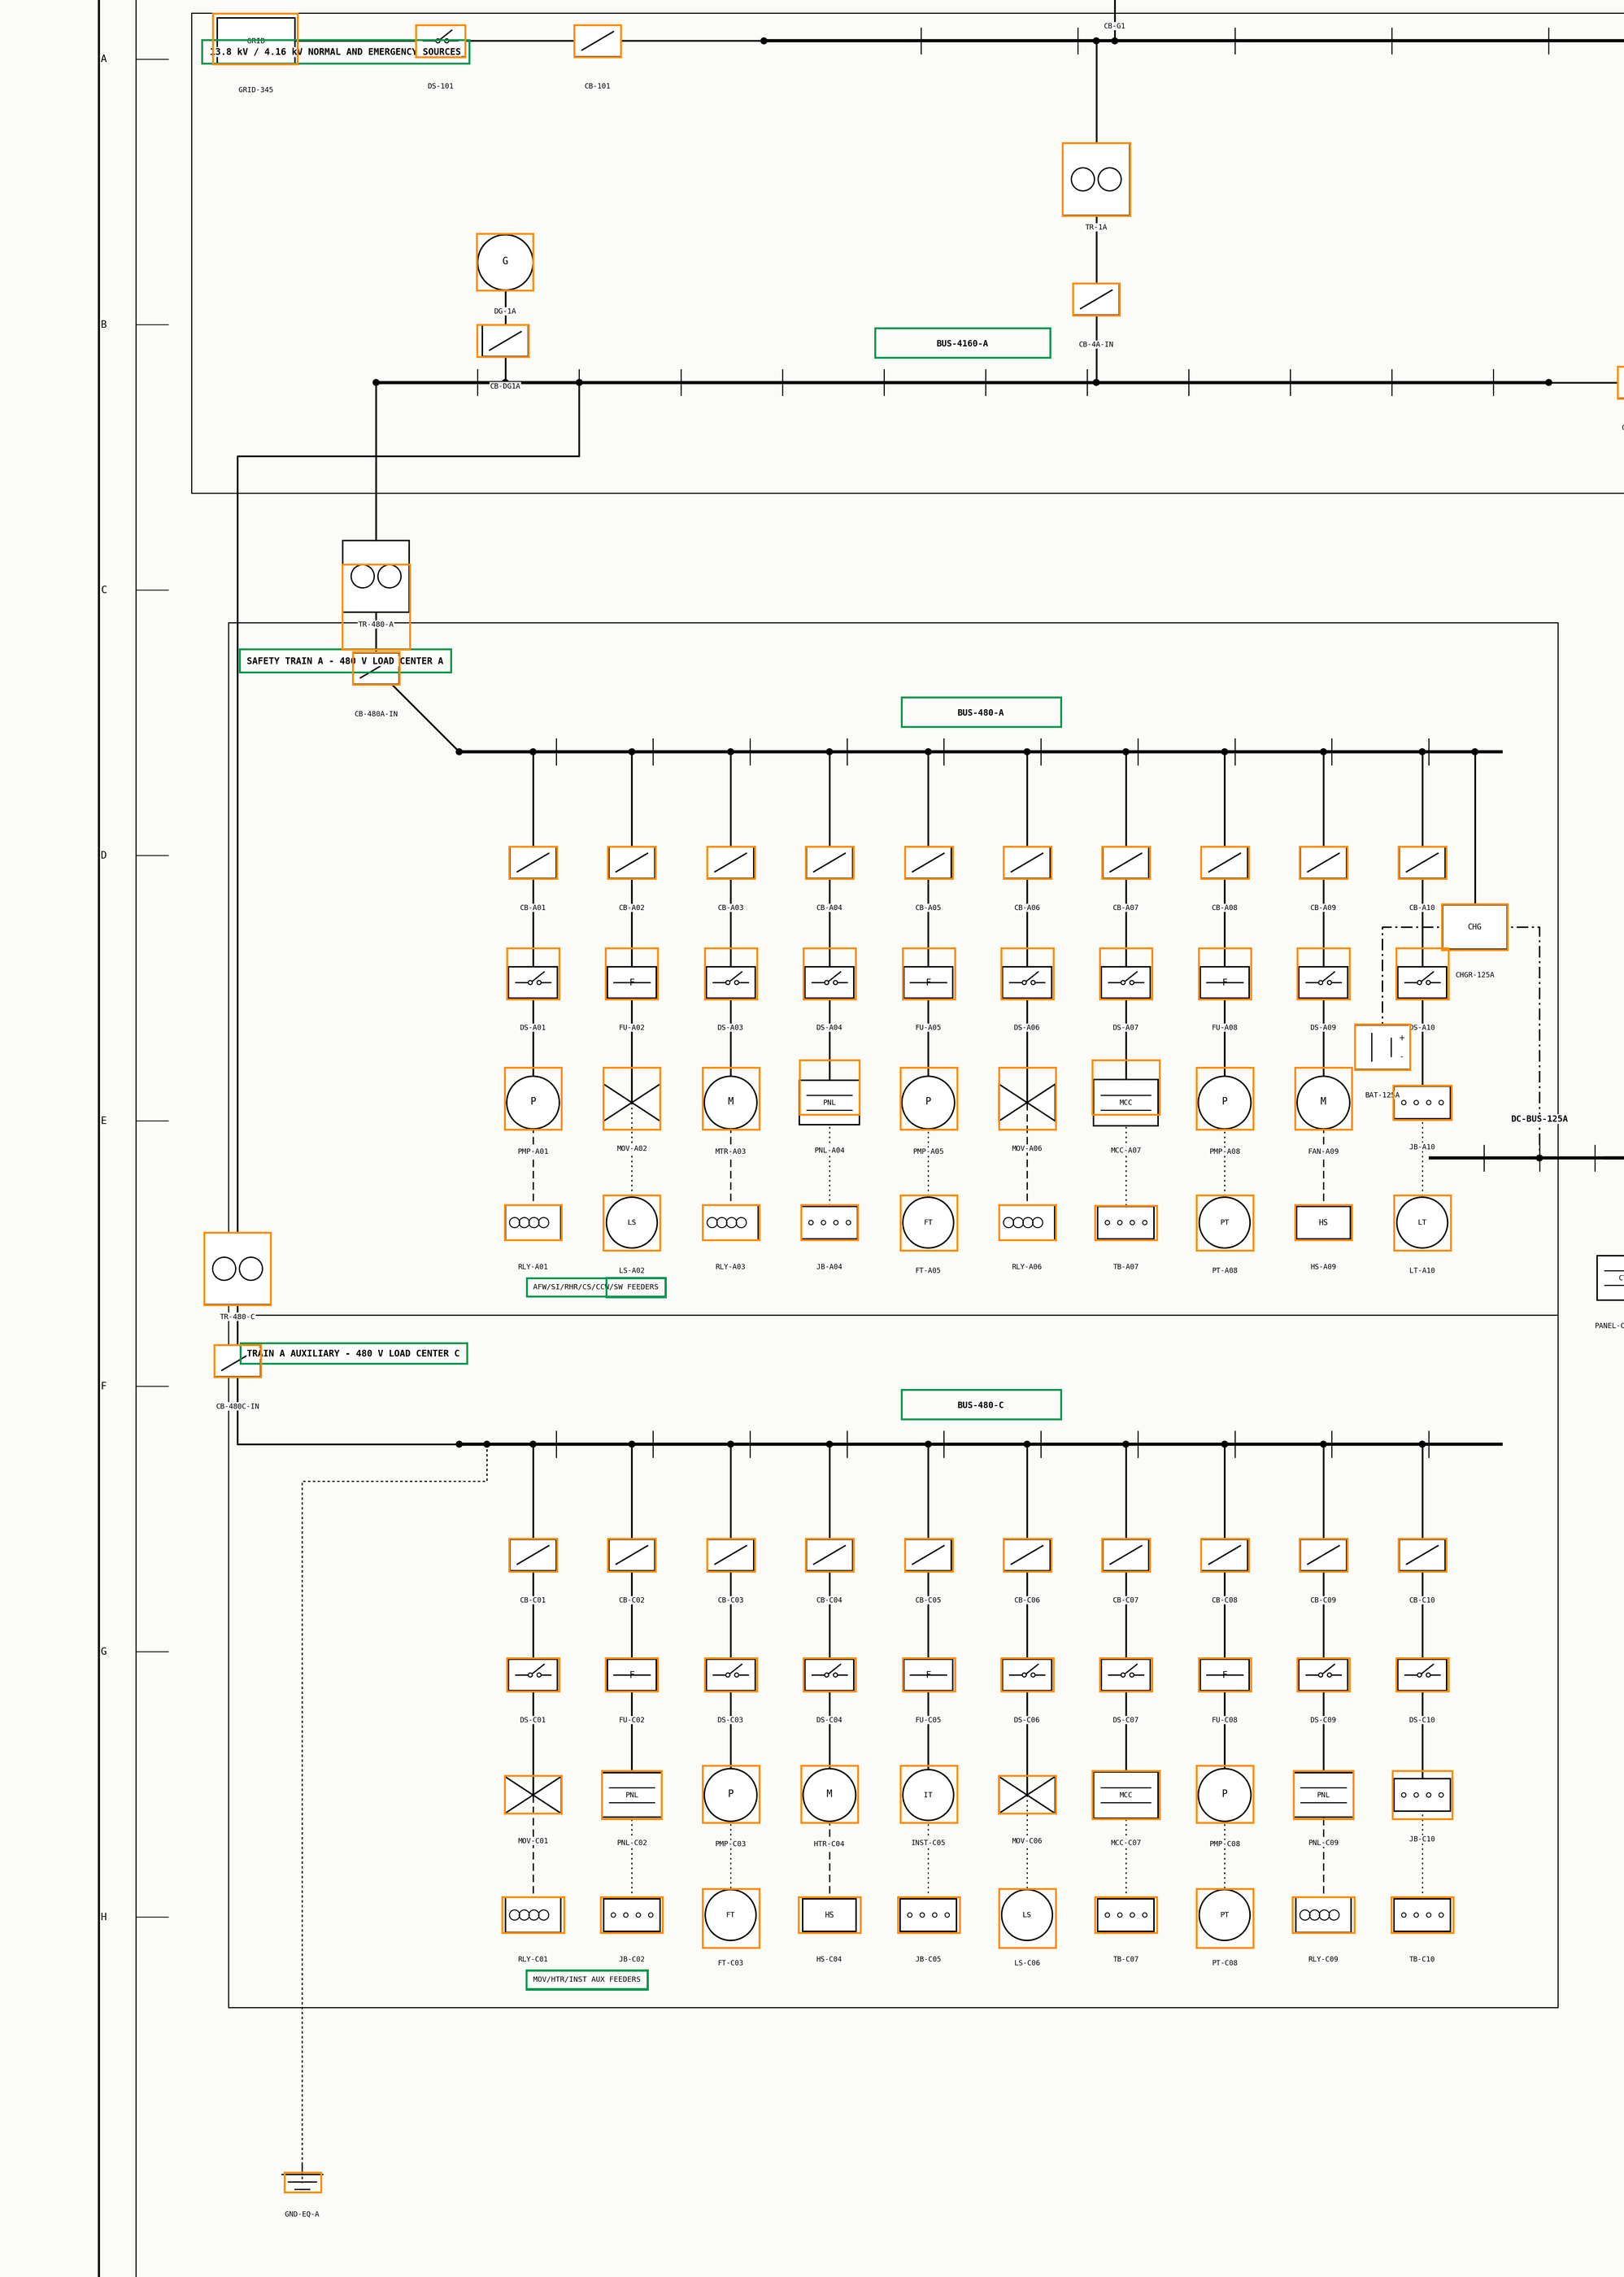 CB-G1
A
GRID
13.8 kV / 4.16 kV NORMAL AND EMERGENCY SOURCES
GRID-345
DS-101
CB-101
TR-1A
G
DG-1A
B
BUS-4160-A
CB-4A-IN
CB-DG1A
C
TR-480-A
SAFETY TRAIN A - 480 V LOAD CENTER A
CB-480A-IN
BUS-480-A
D
CB-A01 CB-A02 CB-A03 CB-A04 CB-A05 CB-A06 CB-A07 CB-A08 CB-A09 CB-A10
CHG
CHGR-125A
F F F
DS-A01 FU-A02 DS-A03 DS-A04 FU-A05 DS-A06 DS-A07 FU-A08 DS-A09 DS-A10
+
-
BAT-125A
P M PNL P MCC P M
E
DC-BUS-125A
PMP-A01 MOV-A02 MTR-A03 PNL-A04 PMP-A05 MOV-A06 MCC-A07 PMP-A08 FAN-A09 JB-A10
LS FT PT HS LT
RLY-A01 LS-A02 RLY-A03 JB-A04 FT-A05 RLY-A06 TB-A07 PT-A08 HS-A09 LT-A10
AFW/SI/RHR/CS/CCW/SW FEEDERS
TR-480-C
PANEL-C
TRAIN A AUXILIARY - 480 V LOAD CENTER C
F
CB-480C-IN
BUS-480-C
CB-C01 CB-C02 CB-C03 CB-C04 CB-C05 CB-C06 CB-C07 CB-C08 CB-C09 CB-C10
G
F F F
DS-C01 FU-C02 DS-C03 DS-C04 FU-C05 DS-C06 DS-C07 FU-C08 DS-C09 DS-C10
PNL P M IT MCC P PNL
MOV-C01 PNL-C02 PMP-C03 HTR-C04 INST-C05 MOV-C06 MCC-C07 PMP-C08 PNL-C09 JB-C10
H
FT HS LS PT
RLY-C01 JB-C02 FT-C03 HS-C04 JB-C05 LS-C06 TB-C07 PT-C08 RLY-C09 TB-C10
MOV/HTR/INST AUX FEEDERS
GND-EQ-A